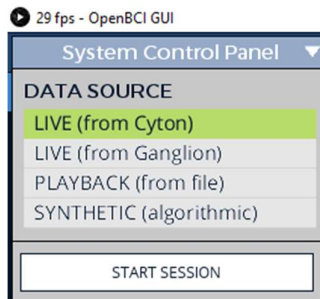 29 fps - OpenBCI GUI
System Control Panel
DATA SOURCE
LIVE (from Cyton)
LIVE (from Ganglion)
PLAYBACK (from file)
SYNTHETIC (algorithmic)
START SESSION